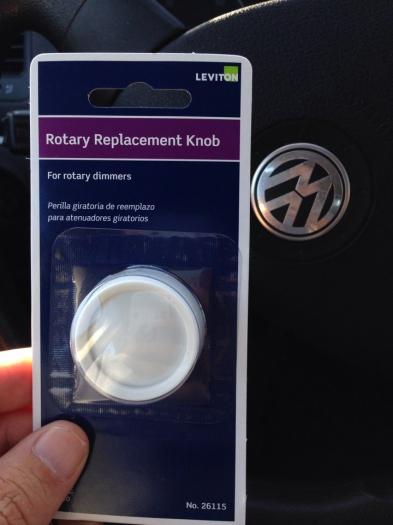 LEVITON
Rotary Replacement Knob
For rotary dimmers
Perilla giratoria de reemplazo
para atenuadores giratorios
No. 26115